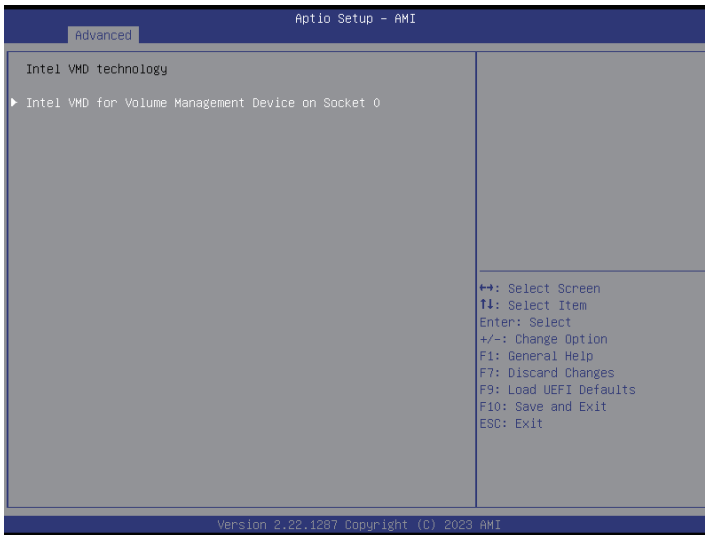 Aptio Setup – AMI
Advanced
Intel VMD technology
Intel VMD for Volume Management Device on Socket 0
↔: Select Screen
↑↓: Select Item
Enter: Select
+/-: Change Option
F1: General Help
F7: Discard Changes
F9: Load UEFI Defaults
F10: Save and Exit
ESC: Exit
Version 2.22.1287 Copyright (C) 2023 AMI